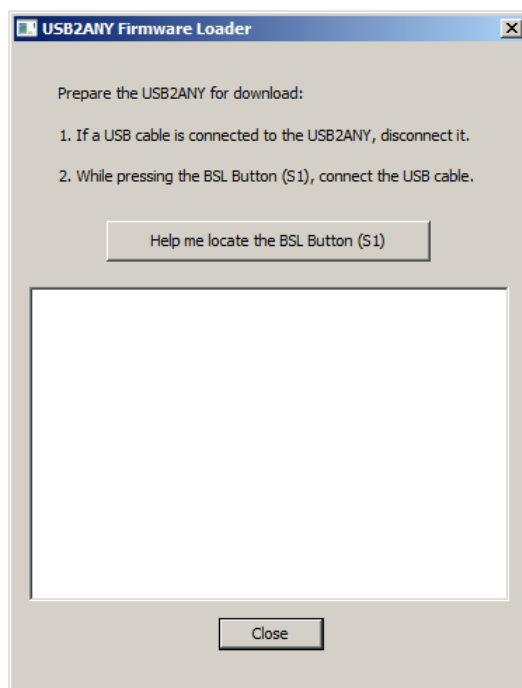 USB2ANY Firmware Loader
Prepare the USB2ANY for download:
1. If a USB cable is connected to the USB2ANY, disconnect it.
2. While pressing the BSL Button (S1), connect the USB cable.
Help me locate the BSL Button (S1)
Close